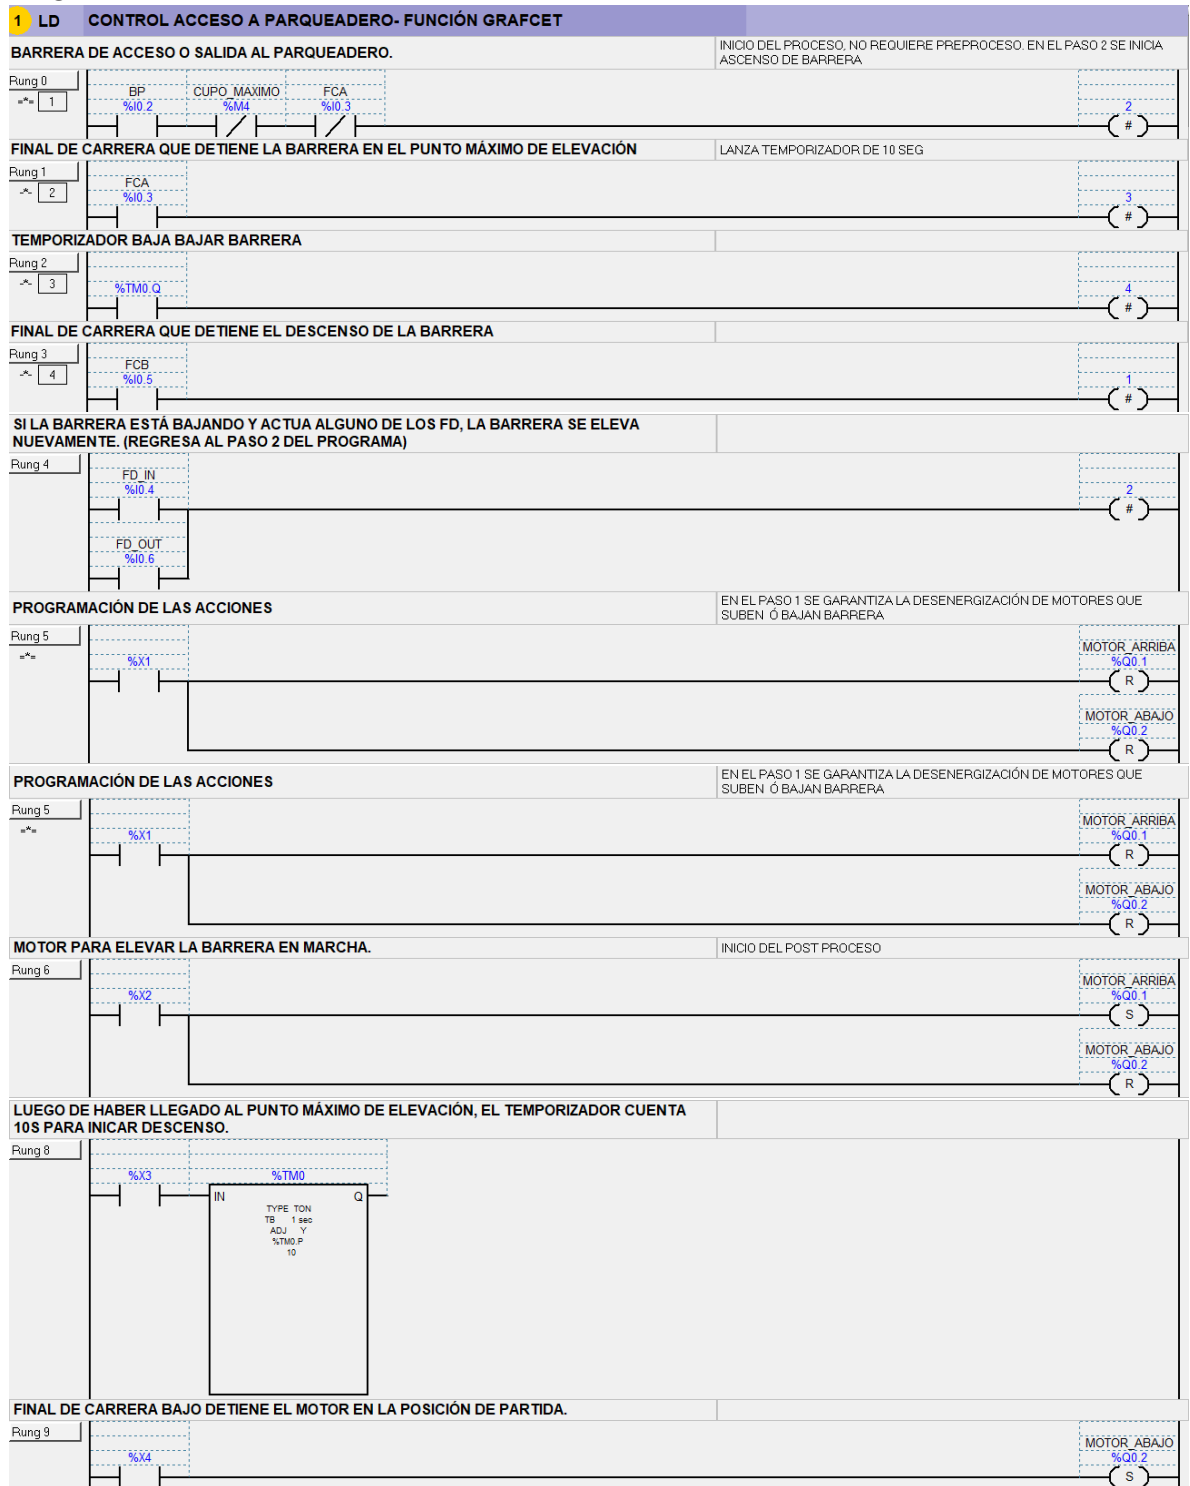 1 LD CONTROL ACCESO A PARQUEADERO- FUNCIÓN GRAFCET
BARRERA DE ACCESO O SALIDA AL PARQUEADERO.
INICIO DEL PROCESO, NO REQUIERE PREPROCESO. EN EL PASO 2 SE INICIA
ASCENSO DE BARRERA
Rung 0
=*= 1
BP CUPO_MAXIMO FCA
%I0.2 %M4 %I0.3 2
#
FINAL DE CARRERA QUE DETIENE LA BARRERA EN EL PUNTO MÁXIMO DE ELEVACIÓN
LANZA TEMPORIZADOR DE 10 SEG
Rung 1
-*- 2
FCA
%I0.3 3
#
TEMPORIZADOR BAJA BAJAR BARRERA
Rung 2
-*- 3
%TM0.Q 4
#
FINAL DE CARRERA QUE DETIENE EL DESCENSO DE LA BARRERA
Rung 3
-*- 4
FCB
%I0.5 1
#
SI LA BARRERA ESTÁ BAJANDO Y ACTUA ALGUNO DE LOS FD, LA BARRERA SE ELEVA
NUEVAMENTE. (REGRESA AL PASO 2 DEL PROGRAMA)
Rung 4
FD_IN
%I0.4 2
#
FD_OUT
%I0.6
PROGRAMACIÓN DE LAS ACCIONES
EN EL PASO 1 SE GARANTIZA LA DESENERGIZACIÓN DE MOTORES QUE
SUBEN Ó BAJAN BARRERA
Rung 5
=*=
MOTOR_ARRIBA
%X1 %Q0.1
R
MOTOR_ABAJO
%Q0.2
R
PROGRAMACIÓN DE LAS ACCIONES
EN EL PASO 1 SE GARANTIZA LA DESENERGIZACIÓN DE MOTORES QUE
SUBEN Ó BAJAN BARRERA
Rung 5
=*=
MOTOR_ARRIBA
%X1 %Q0.1
R
MOTOR_ABAJO
%Q0.2
R
MOTOR PARA ELEVAR LA BARRERA EN MARCHA.
INICIO DEL POST PROCESO
Rung 6
MOTOR_ARRIBA
%X2 %Q0.1
S
MOTOR_ABAJO
%Q0.2
R
LUEGO DE HABER LLEGADO AL PUNTO MÁXIMO DE ELEVACIÓN, EL TEMPORIZADOR CUENTA
10S PARA INICAR DESCENSO.
Rung 8
%X3 %TM0
IN Q
TYPE TON
TB 1 sec
ADJ Y
%TM0.P
10
FINAL DE CARRERA BAJO DETIENE EL MOTOR EN LA POSICIÓN DE PARTIDA.
Rung 9
MOTOR_ABAJO
%X4 %Q0.2
S